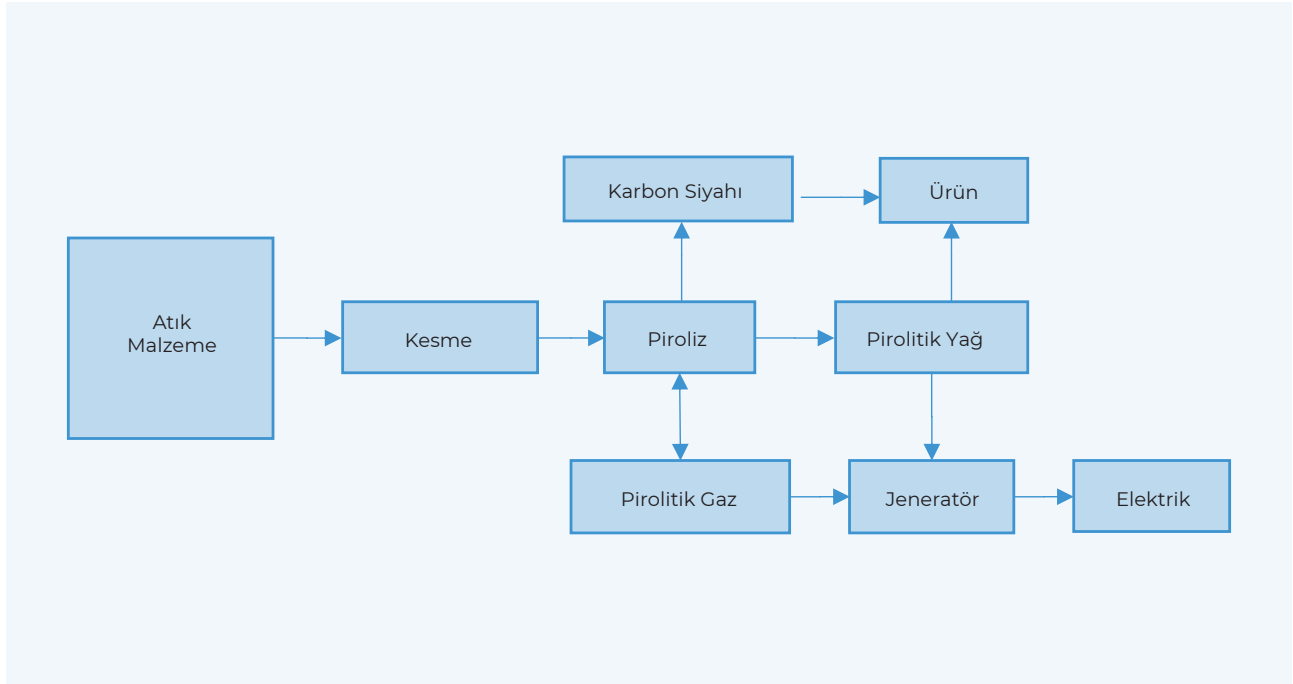 Karbon Siyahı
Ürün
Atık
Malzeme
Kesme
Piroliz
Pirolitik Yağ
Pirolitik Gaz
Jeneratör
Elektrik